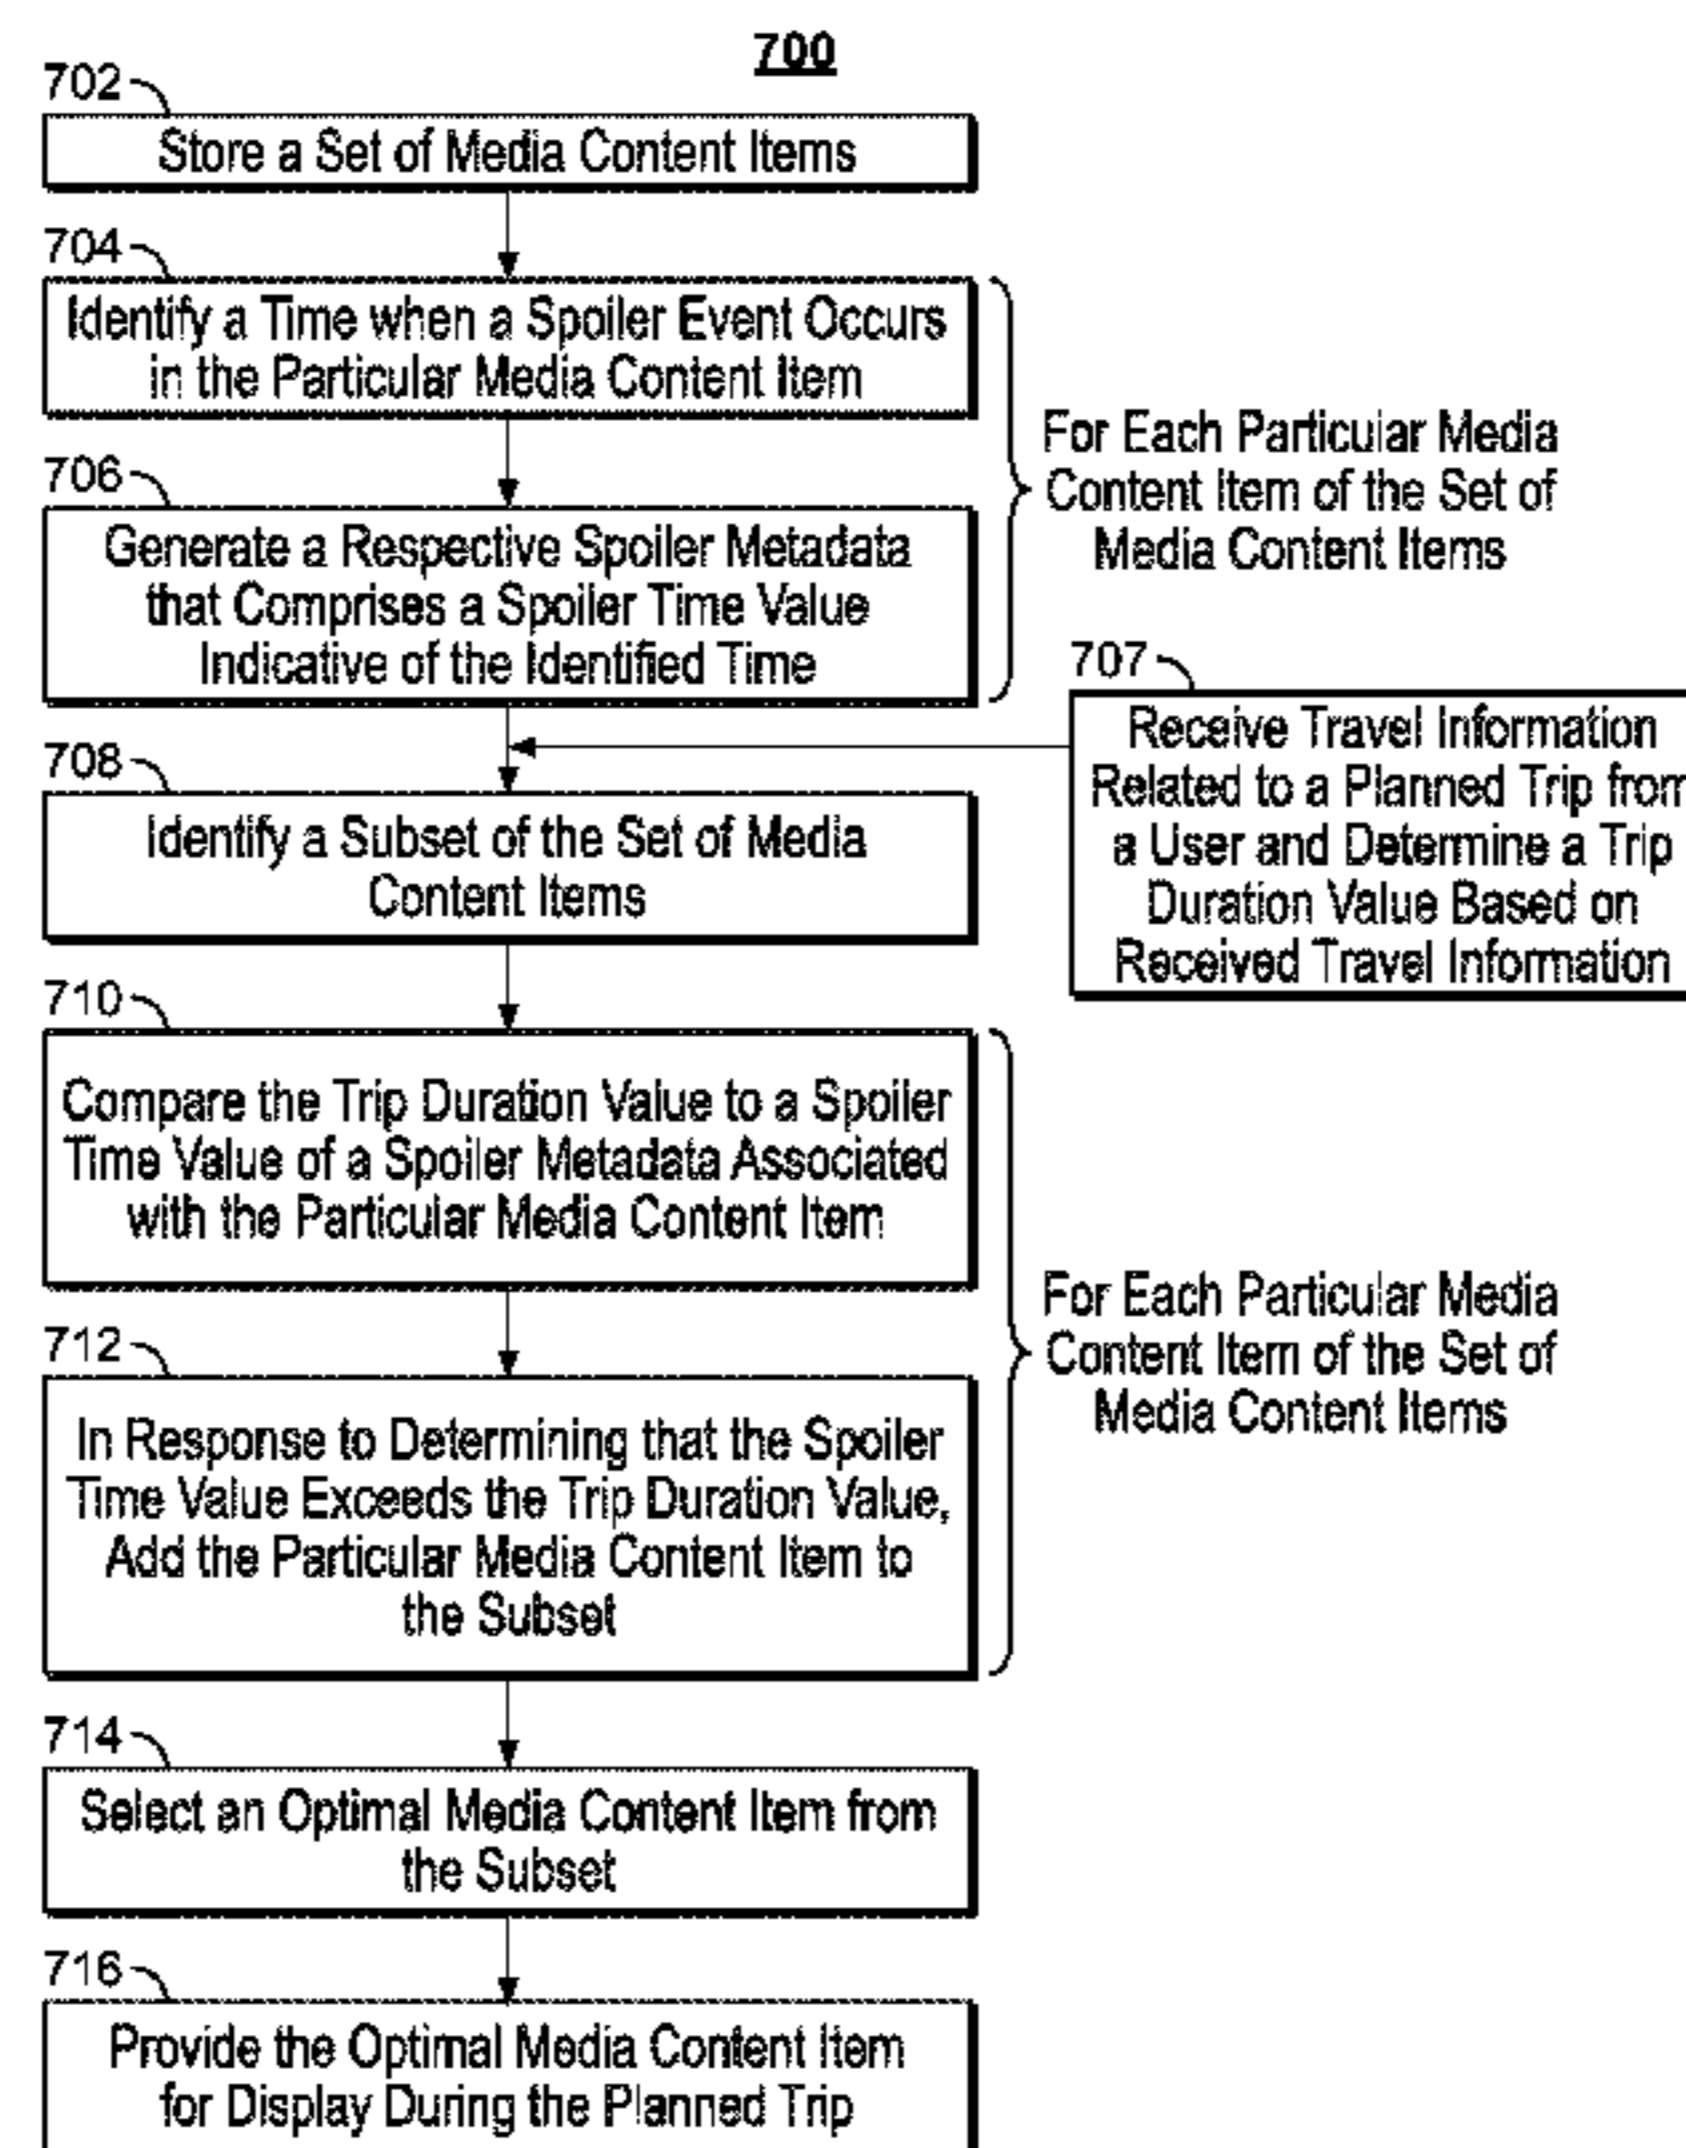 700
702
Store a Set of Media Content Items
704
Identify a Time when a Spoiler Event Occurs
in the Particular Media Content Item
For Each Particular Media
Content Item of the Set of
Media Content Items
706
Generate a Respective Spoiler Metadata
that Comprises a Spoiler Time Value
Indicative of the Identified Time
707
Receive Travel Information
Related to a Planned Trip from
a User and Determine a Trip
Duration Value Based on
Received Travel Information
708
Identify a Subset of the Set of Media
Content Items
710
Compare the Trip Duration Value to a Spoiler
Time Value of a Spoiler Metadata Associated
with the Particular Media Content Item
For Each Particular Media
Content Item of the Set of
Media Content Items
712
In Response to Determining that the Spoiler
Time Value Exceeds the Trip Duration Value,
Add the Particular Media Content Item to
the Subset
714
Select an Optimal Media Content Item from
the Subset
716
Provide the Optimal Media Content Item
for Display During the Planned Trip